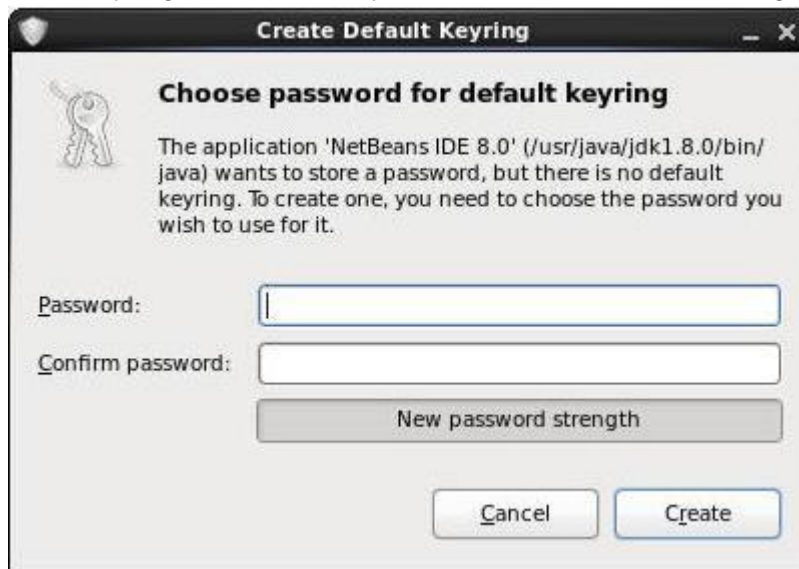 Create Default Keyring
Choose password for default keyring
The application 'NetBeans IDE 8.0' (/usr/java/jdk1.8.0/bin/
java) wants to store a password, but there is no default
keyring. To create one, you need to choose the password you
wish to use for it.
Password:
Confirm password:
New password strength
Cancel
Create